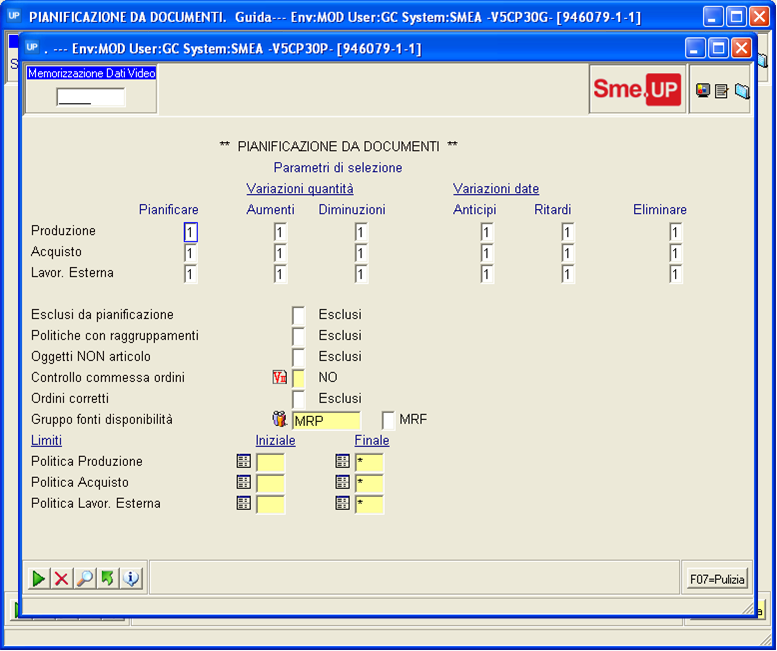 UP PIANIFICAZIONE DA DOCUMENTI. Guida--- Env:MOD User:GC System:SMEA -V5CP30G- [946079-1-1]
UP . --- Env:MOD User:GC System:SMEA -V5CP30P- [946079-1-1]
Memorizzazione Dati Video
Sme.UP
** PIANIFICAZIONE DA DOCUMENTI **
Parametri di selezione
Variazioni quantità Variazioni date
Pianificare Aumenti Diminuzioni Anticipi Ritardi Eliminare
Produzione 1 1 1 1 1 1
Acquisto 1 1 1 1 1 1
Lavor. Esterna 1 1 1 1 1 1
Esclusi da pianificazione Esclusi
Politiche con raggruppamenti Esclusi
Oggetti NON articolo Esclusi
Controllo commessa ordini NO
Ordini corretti Esclusi
Gruppo fonti disponibilità MRP MRF
Limiti Iniziale Finale
Politica Produzione *
Politica Acquisto *
Politica Lavor. Esterna *
F07=Pulizia